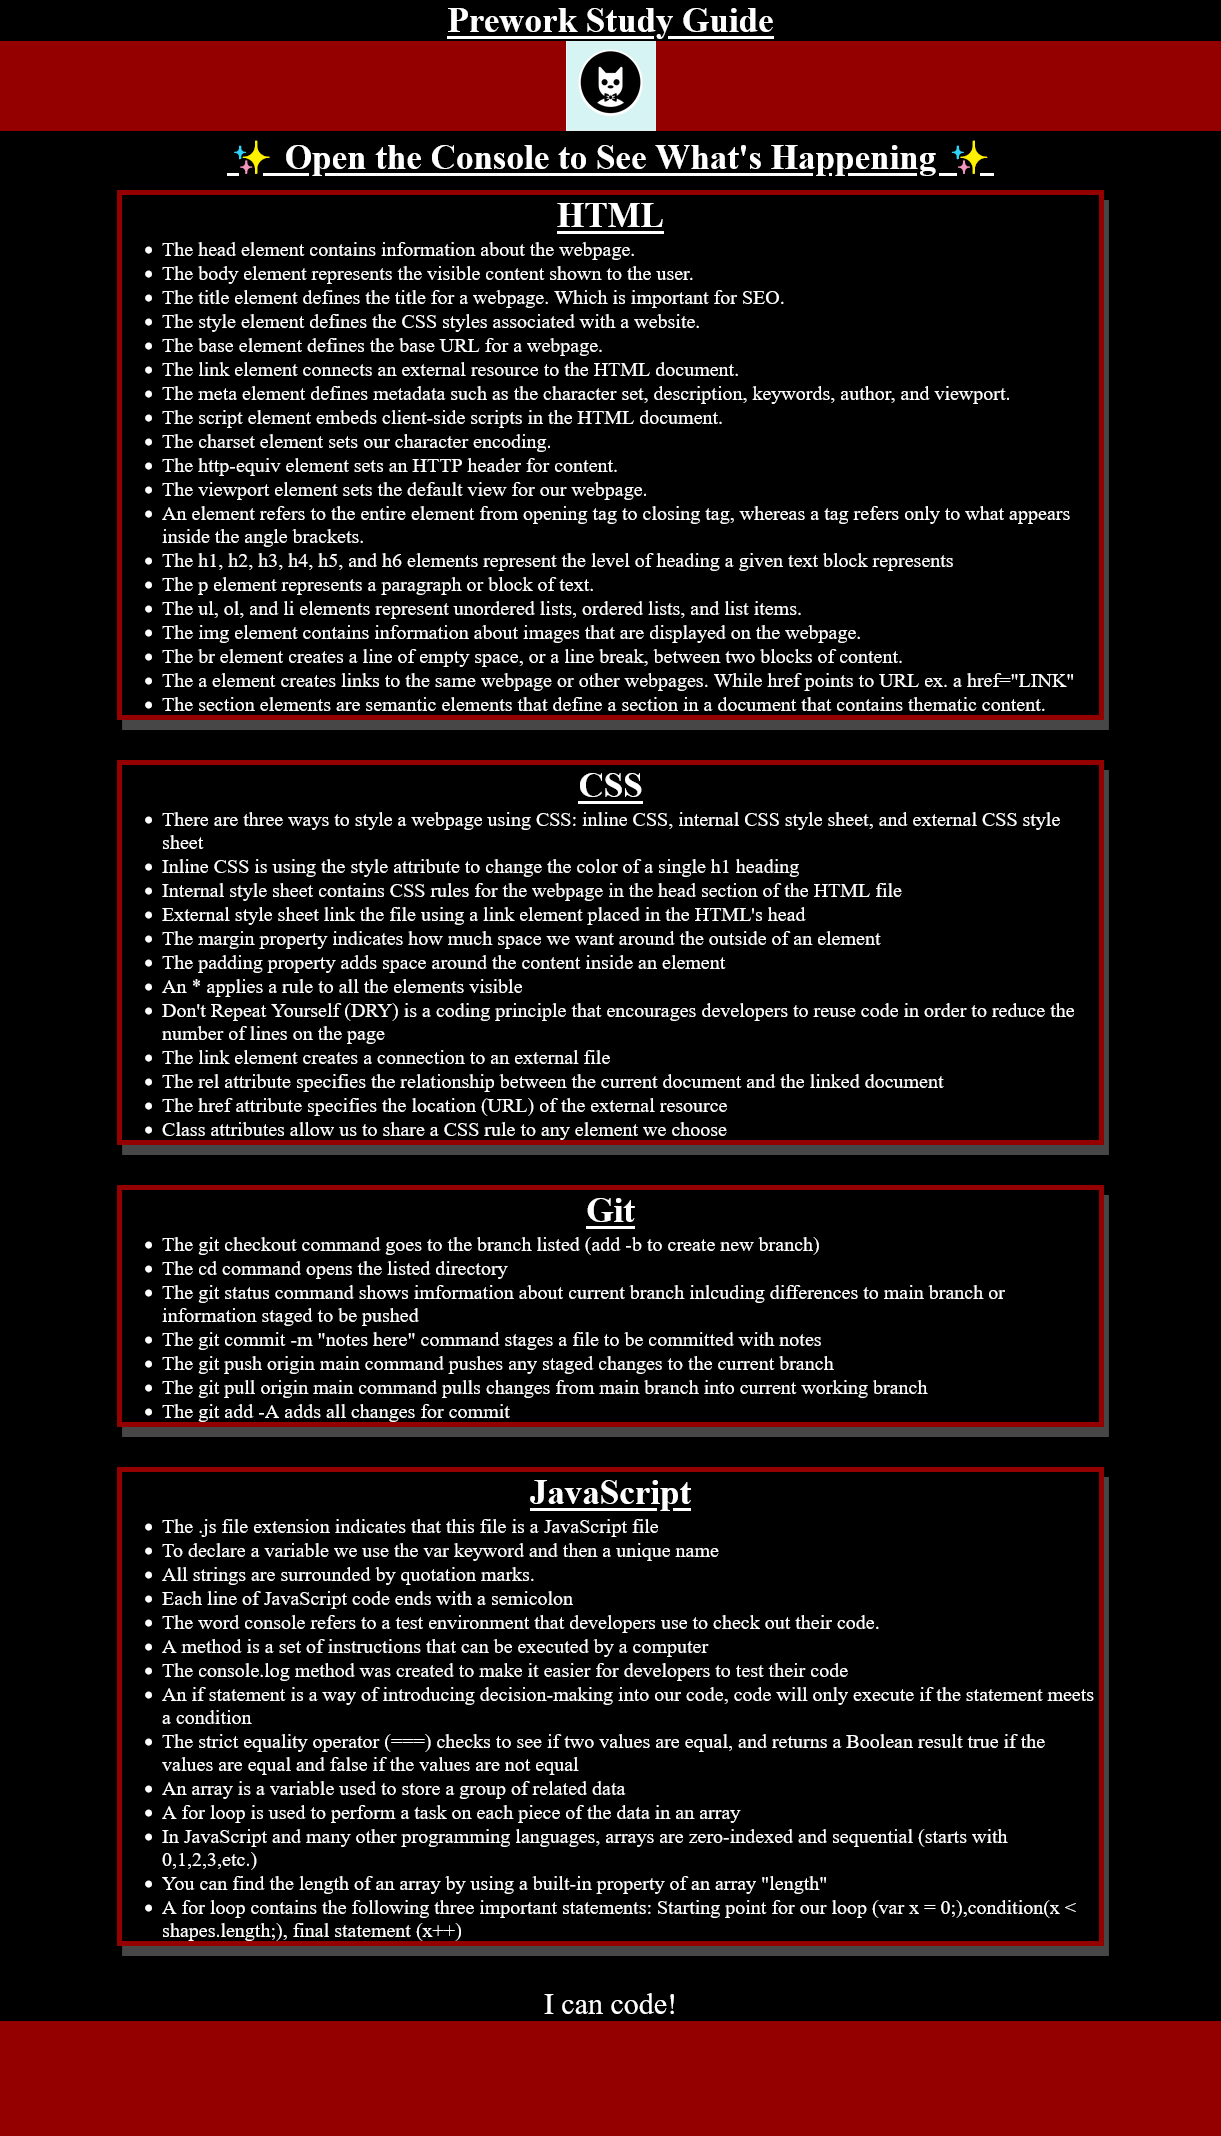 Prework Study Guide
✨ Open the Console to See What's Happening ✨
HTML
• The head element contains information about the webpage.
• The body element represents the visible content shown to the user.
• The title element defines the title for a webpage. Which is important for SEO.
• The style element defines the CSS styles associated with a website.
• The base element defines the base URL for a webpage.
• The link element connects an external resource to the HTML document.
• The meta element defines metadata such as the character set, description, keywords, author, and viewport.
• The script element embeds client-side scripts in the HTML document.
• The charset element sets our character encoding.
• The http-equiv element sets an HTTP header for content.
• The viewport element sets the default view for our webpage.
• An element refers to the entire element from opening tag to closing tag, whereas a tag refers only to what appears
inside the angle brackets.
• The h1, h2, h3, h4, h5, and h6 elements represent the level of heading a given text block represents
• The p element represents a paragraph or block of text.
• The ul, ol, and li elements represent unordered lists, ordered lists, and list items.
• The img element contains information about images that are displayed on the webpage.
• The br element creates a line of empty space, or a line break, between two blocks of content.
• The a element creates links to the same webpage or other webpages. While href points to URL ex. a href="LINK"
• The section elements are semantic elements that define a section in a document that contains thematic content.
CSS
• There are three ways to style a webpage using CSS: inline CSS, internal CSS style sheet, and external CSS style
sheet
• Inline CSS is using the style attribute to change the color of a single h1 heading
• Internal style sheet contains CSS rules for the webpage in the head section of the HTML file
• External style sheet link the file using a link element placed in the HTML's head
• The margin property indicates how much space we want around the outside of an element
• The padding property adds space around the content inside an element
• An * applies a rule to all the elements visible
• Don't Repeat Yourself (DRY) is a coding principle that encourages developers to reuse code in order to reduce the
number of lines on the page
• The link element creates a connection to an external file
• The rel attribute specifies the relationship between the current document and the linked document
• The href attribute specifies the location (URL) of the external resource
• Class attributes allow us to share a CSS rule to any element we choose
Git
• The git checkout command goes to the branch listed (add -b to create new branch)
• The cd command opens the listed directory
• The git status command shows imformation about current branch inlcuding differences to main branch or
information staged to be pushed
• The git commit -m "notes here" command stages a file to be committed with notes
• The git push origin main command pushes any staged changes to the current branch
• The git pull origin main command pulls changes from main branch into current working branch
• The git add -A adds all changes for commit
JavaScript
• The .js file extension indicates that this file is a JavaScript file
• To declare a variable we use the var keyword and then a unique name
• All strings are surrounded by quotation marks.
• Each line of JavaScript code ends with a semicolon
• The word console refers to a test environment that developers use to check out their code.
• A method is a set of instructions that can be executed by a computer
• The console.log method was created to make it easier for developers to test their code
• An if statement is a way of introducing decision-making into our code, code will only execute if the statement meets
a condition
• The strict equality operator (===) checks to see if two values are equal, and returns a Boolean result true if the
values are equal and false if the values are not equal
• An array is a variable used to store a group of related data
• A for loop is used to perform a task on each piece of the data in an array
• In JavaScript and many other programming languages, arrays are zero-indexed and sequential (starts with
0,1,2,3,etc.)
• You can find the length of an array by using a built-in property of an array "length"
• A for loop contains the following three important statements: Starting point for our loop (var x = 0;),condition(x <
shapes.length;), final statement (x++)
I can code!